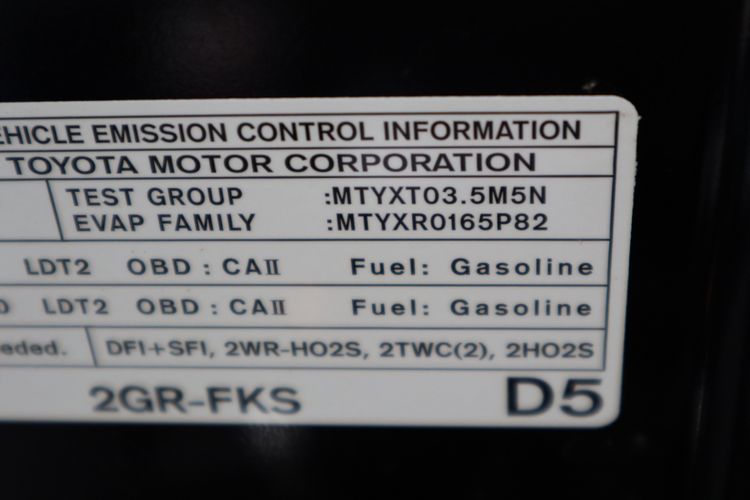 EHICLE EMISSION CONTROL INFORMATION
TOYOTA MOTOR CORPORATION
TEST GROUP :MTYXT03.5M5N
EVAP FAMILY :MTYXR0165P82
LDT2 OBD : CAII Fuel: Gasoline
LDT2 OBD : CAII Fuel: Gasoline
eded. DFI+SFI, 2WR-HO2S, 2TWC(2), 2HO2S
2GR-FKS D5